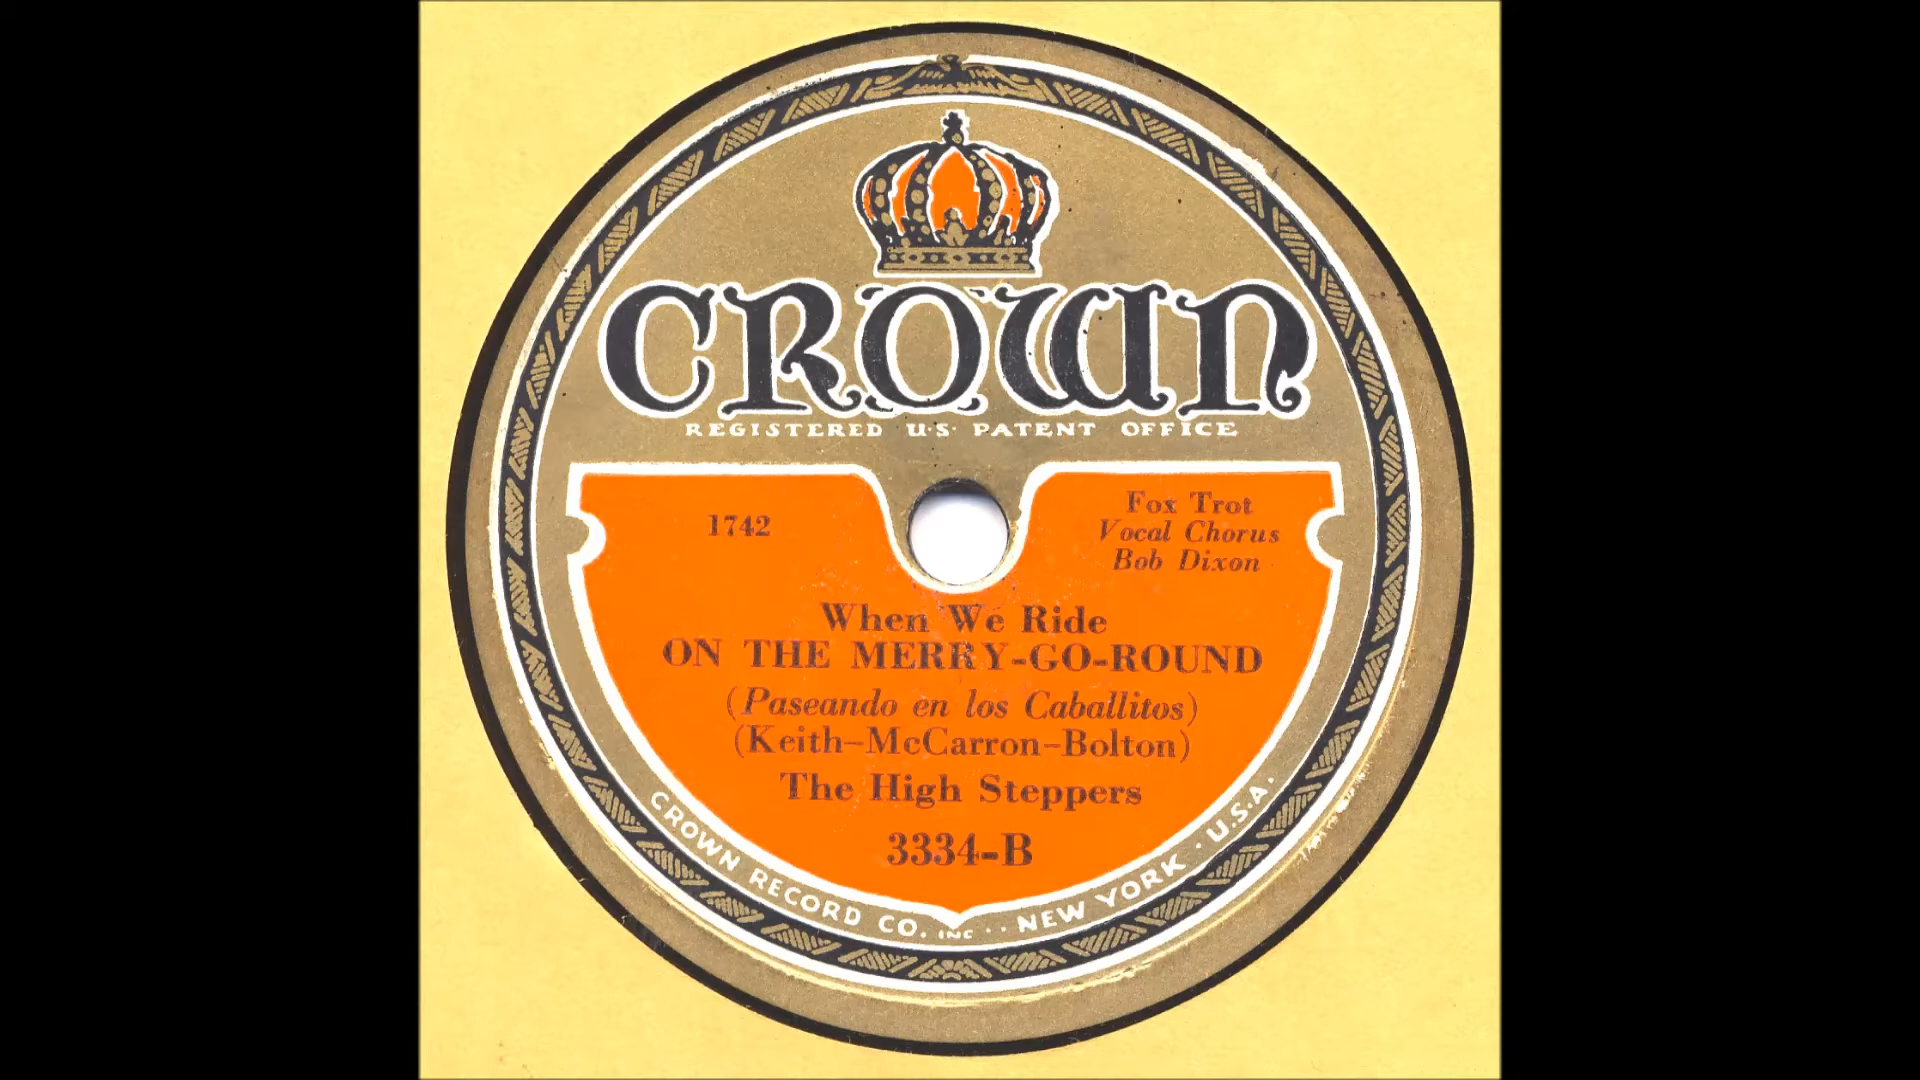 CROWN
REGISTERED U·S· PATENT OFFICE
1742
Fox Trot
Vocal Chorus
Bob Dixon
When We Ride
ON THE MERRY-GO-ROUND
(Paseando en los Caballitos)
(Keith-McCarron-Bolton)
The High Steppers
3334-B
CROWN RECORD CO. INC ·· NEW YORK · U.S.A.